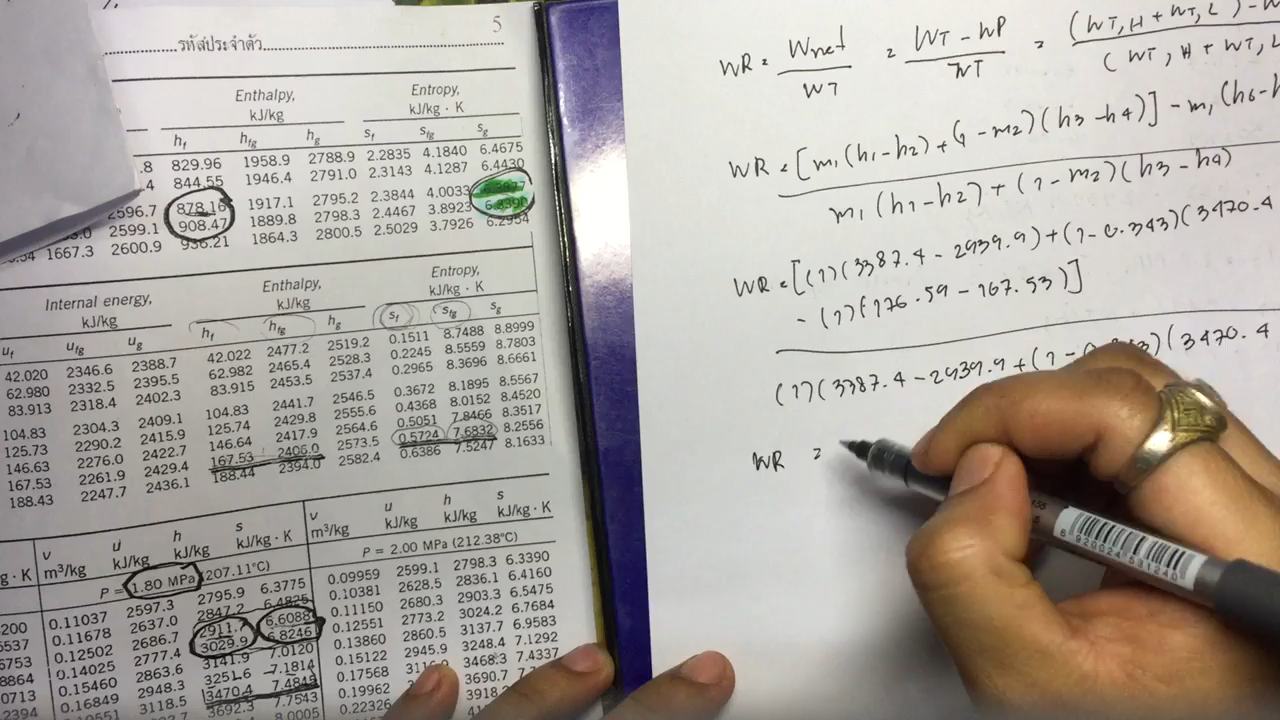 5
รหัสประจำตัว
Enthalpy, Entropy,
kJ/kg kJ/kg · K
hf hfg hg sf sfg sg
.8 829.96 1958.9 2788.9 2.2835 4.1840 6.4675
.4 844.55 1946.4 2791.0 2.3143 4.1287 6.4430
2596.7 878.16 1917.1 2795.2 2.3844 4.0033
2599.1 908.47 1889.8 2798.3 2.4467 3.8923 6.3390
1667.3 2600.9 936.21 1864.3 2800.5 2.5029 3.7926 6.2954
Internal energy, Enthalpy, Entropy,
kJ/kg kJ/kg kJ/kg · K
uf ufg ug hf hfg hg sf sfg sg
42.020 2346.6 2388.7 42.022 2477.2 2519.2 0.1511 8.7488 8.8999
62.980 2332.5 2395.5 62.982 2465.4 2528.3 0.2245 8.5559 8.7803
83.913 2318.4 2402.3 83.915 2453.5 2537.4 0.2965 8.3696 8.6661
104.83 2304.3 2409.1 104.83 2441.7 2546.5 0.3672 8.1895 8.5567
125.73 2290.2 2415.9 125.74 2429.8 2555.6 0.4368 8.0152 8.4520
146.63 2276.0 2422.7 146.64 2417.9 2564.6 0.5051 7.8466 8.3517
167.53 2261.9 2429.4 167.53 2406.0 2573.5 0.5724 7.6832 8.2556
188.43 2247.7 2436.1 188.44 2394.0 2582.4 0.6386 7.5247 8.1633
v u h s v u h s
g · K m³/kg kJ/kg kJ/kg kJ/kg · K m³/kg kJ/kg kJ/kg kJ/kg · K
P = 1.80 MPa (207.11°C) P = 2.00 MPa (212.38°C)
0.11037 2597.3 2795.9 6.3775 0.09959 2599.1 2798.3 6.3390
0.11678 2637.0 2847.2 6.4825 0.10381 2628.5 2836.1 6.4160
0.12502 2686.7 2911.7 6.6088 0.11150 2680.3 2903.3 6.5475
0.14025 2777.4 3029.9 6.8246 0.12551 2773.2 3024.2 6.7684
0.15460 2863.6 3141.9 7.0120 0.13860 2860.5 3137.7 6.9583
0.16849 2948.3 3251.6 7.1814 0.15122 2945.9 3248.4 7.1292
3118.5 3470.4 7.4845 0.17568 3468.3 7.4337
3692.3 7.7543 0.19962 3690.7
8.0005 0.22326
WR = Wnet / WT = WT - WP / WT = (WT, H + WT, L) - / (WT, H + WT, L
WR = [m1(h1-h2) + (1 - m2)(h3 - h4)] - m1(h6-h
m1(h1-h2) + (1 - m2)(h3 - h4)
WR = [(1)(3387.4 - 2939.9) + (1 - 0.343)(3470.4
- (1)(176.59 - 167.53)]
(1)(3387.4 - 2939.9 + (1 - )(3470.4
WR =
6 920024 531240